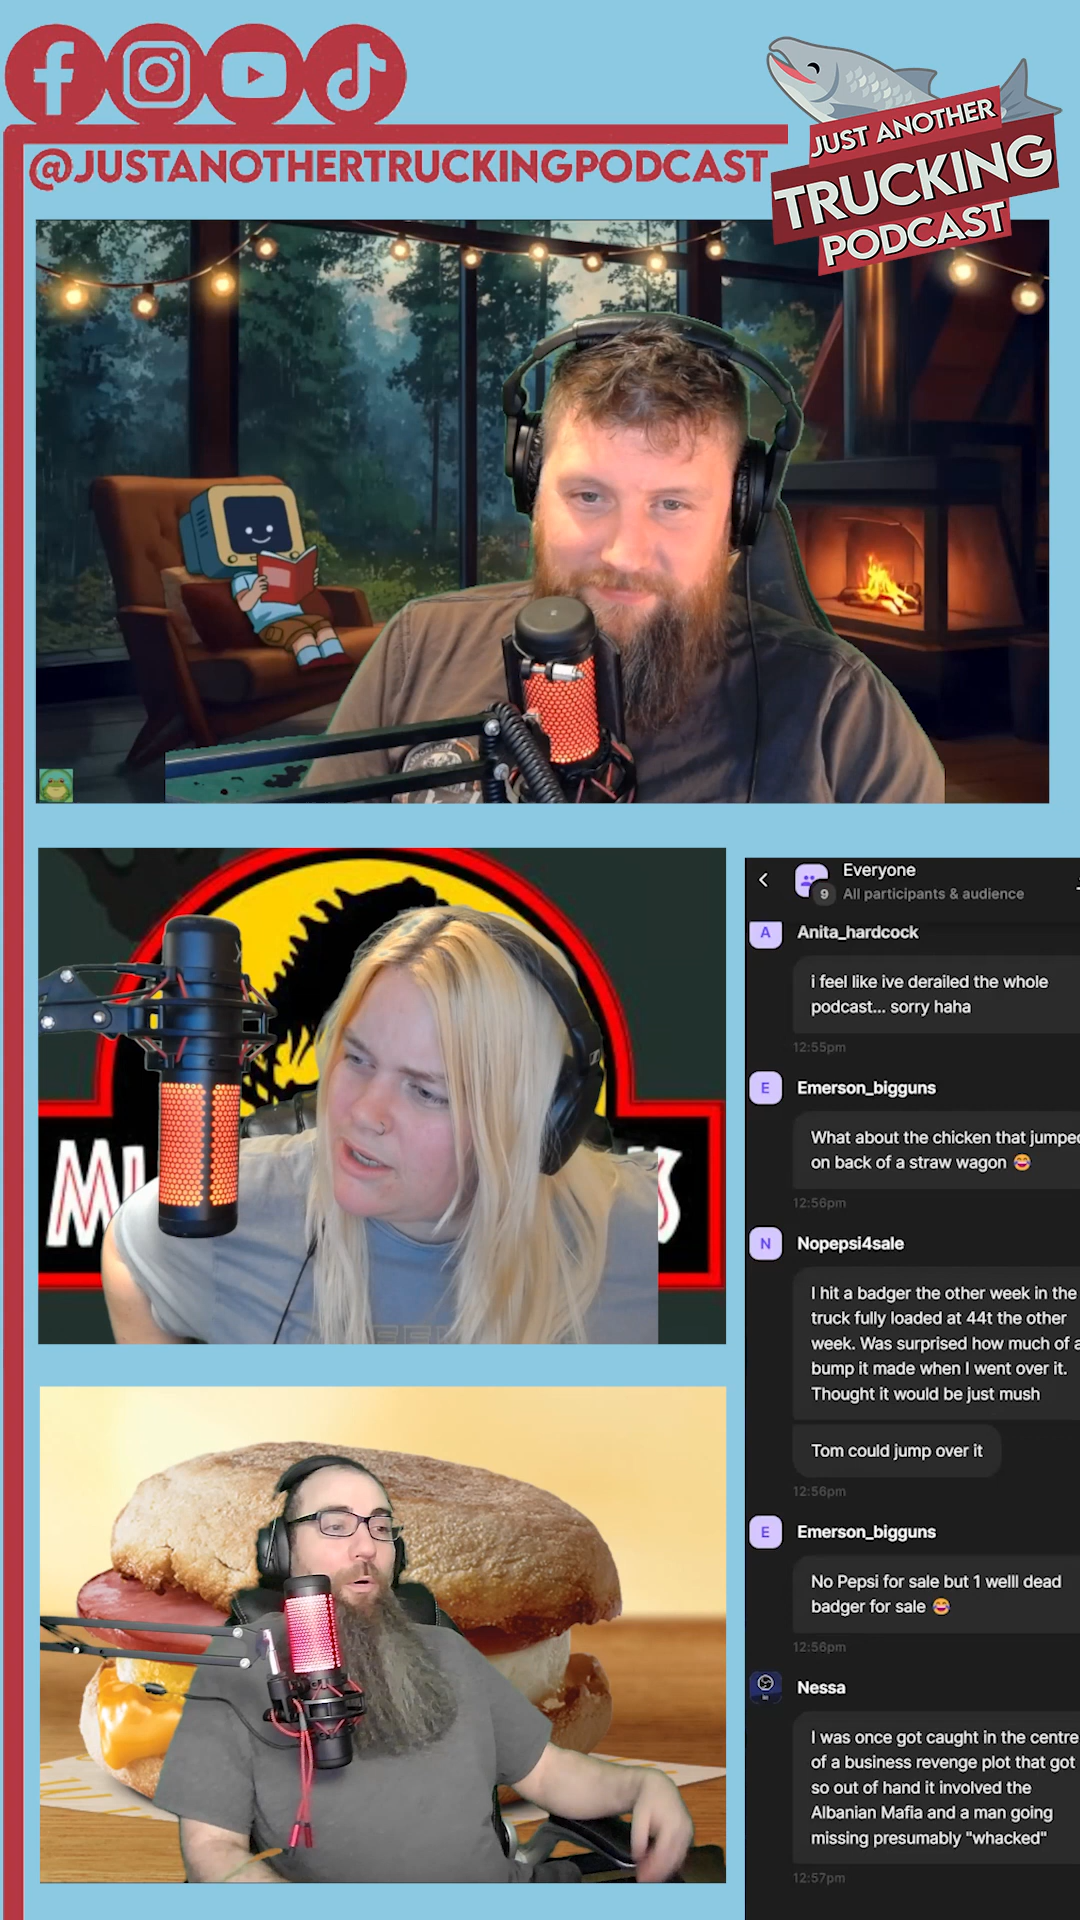 @JUSTANOTHERTRUCKINGPODCAST
JUST ANOTHER
TRUCKING
PODCAST
Everyone
9
All participants & audience
A
Anita_hardcock
i feel like ive derailed the whole
podcast... sorry haha
12:55pm
E
Emerson_bigguns
What about the chicken that jumped
on back of a straw wagon 😂
12:56pm
N
Nopepsi4sale
I hit a badger the other week in the
truck fully loaded at 44t the other
week. Was surprised how much of a
bump it made when I went over it.
Thought it would be just mush
Tom could jump over it
12:56pm
E
Emerson_bigguns
No Pepsi for sale but 1 welll dead
badger for sale 😂
12:56pm
Nessa
I was once got caught in the centre
of a business revenge plot that got
so out of hand it involved the
Albanian Mafia and a man going
missing presumably "whacked"
12:57pm